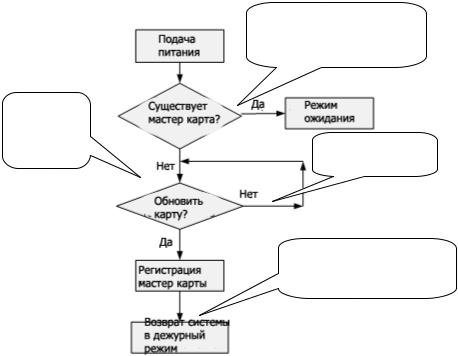 Подача
питания
Существует
мастер карта?
Да
Режим
ожидания
Нет
Обновить
карту?
Нет
Да
Регистрация
мастер карты
Возврат системы
в дежурный
режим